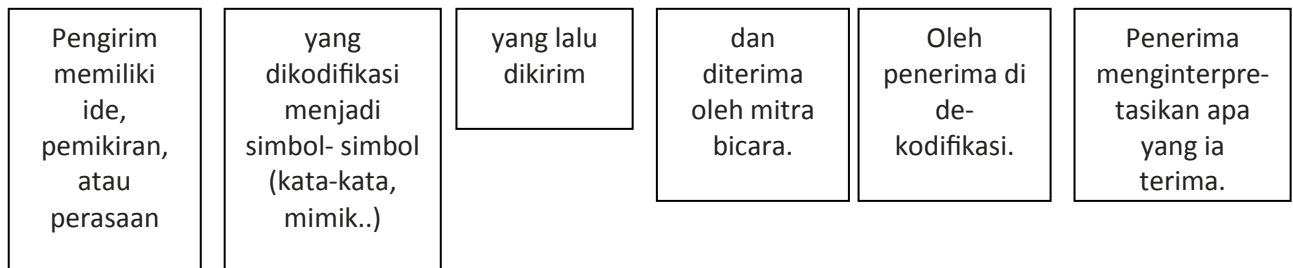 Pengirim
memiliki
ide,
pemikiran,
atau
perasaan
yang
dikodifikasi
menjadi
simbol- simbol
(kata-kata,
mimik..)
yang lalu
dikirim
dan
diterima
oleh mitra
bicara.
Oleh
penerima di
de-
kodifikasi.
Penerima
menginterpre-
tasikan apa
yang ia
terima.